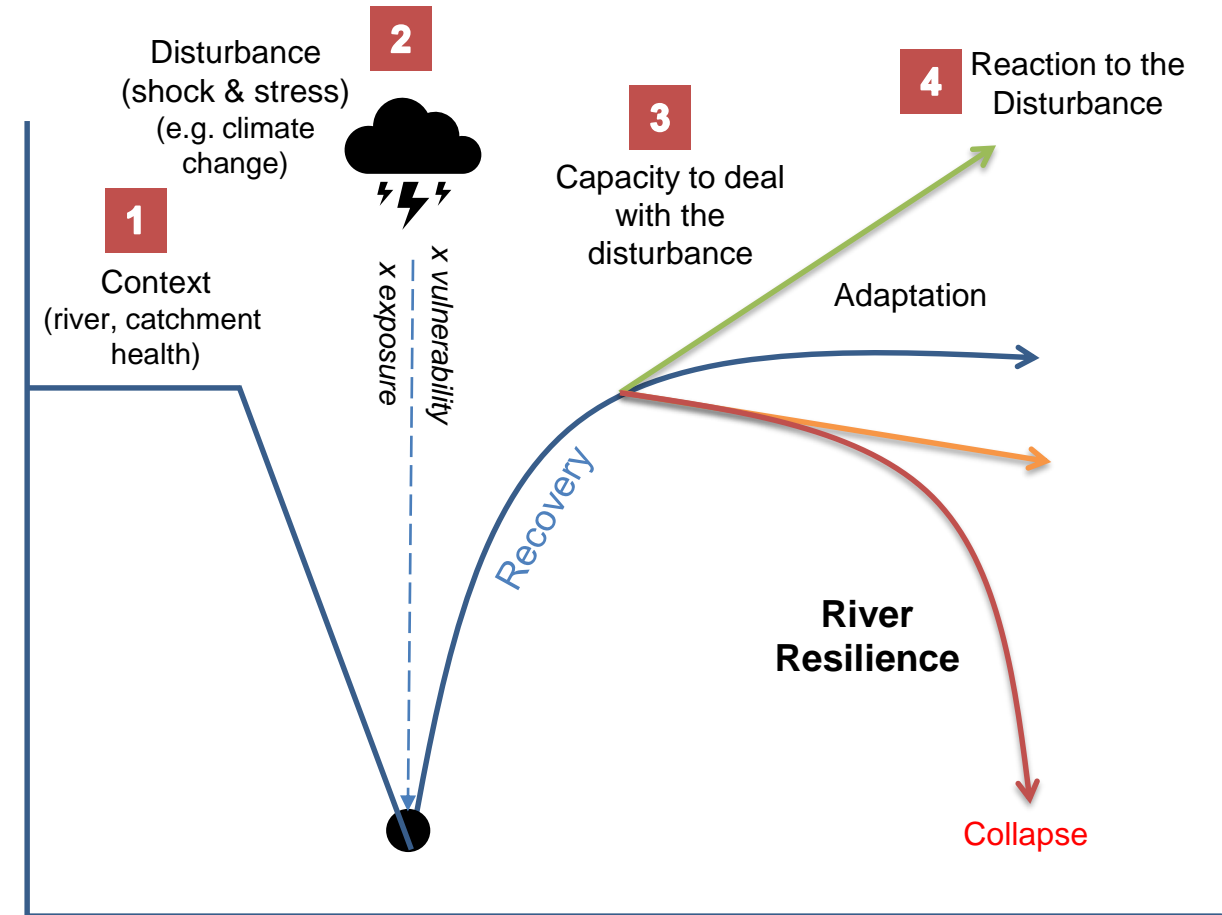 1
Context
(river, catchment
health)
2
Disturbance
(shock & stress)
(e.g. climate
change)
x vulnerability
x exposure
Recovery
3
Capacity to deal
with the
disturbance
4
Reaction to the
Disturbance
Adaptation
River
Resilience
Collapse